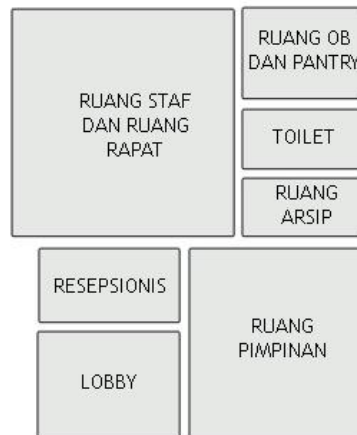 RUANG STAF
DAN RUANG
RAPAT
RUANG OB
DAN PANTRY
TOILET
RUANG
ARSIP
RESEPSIONIS
LOBBY
RUANG
PIMPINAN